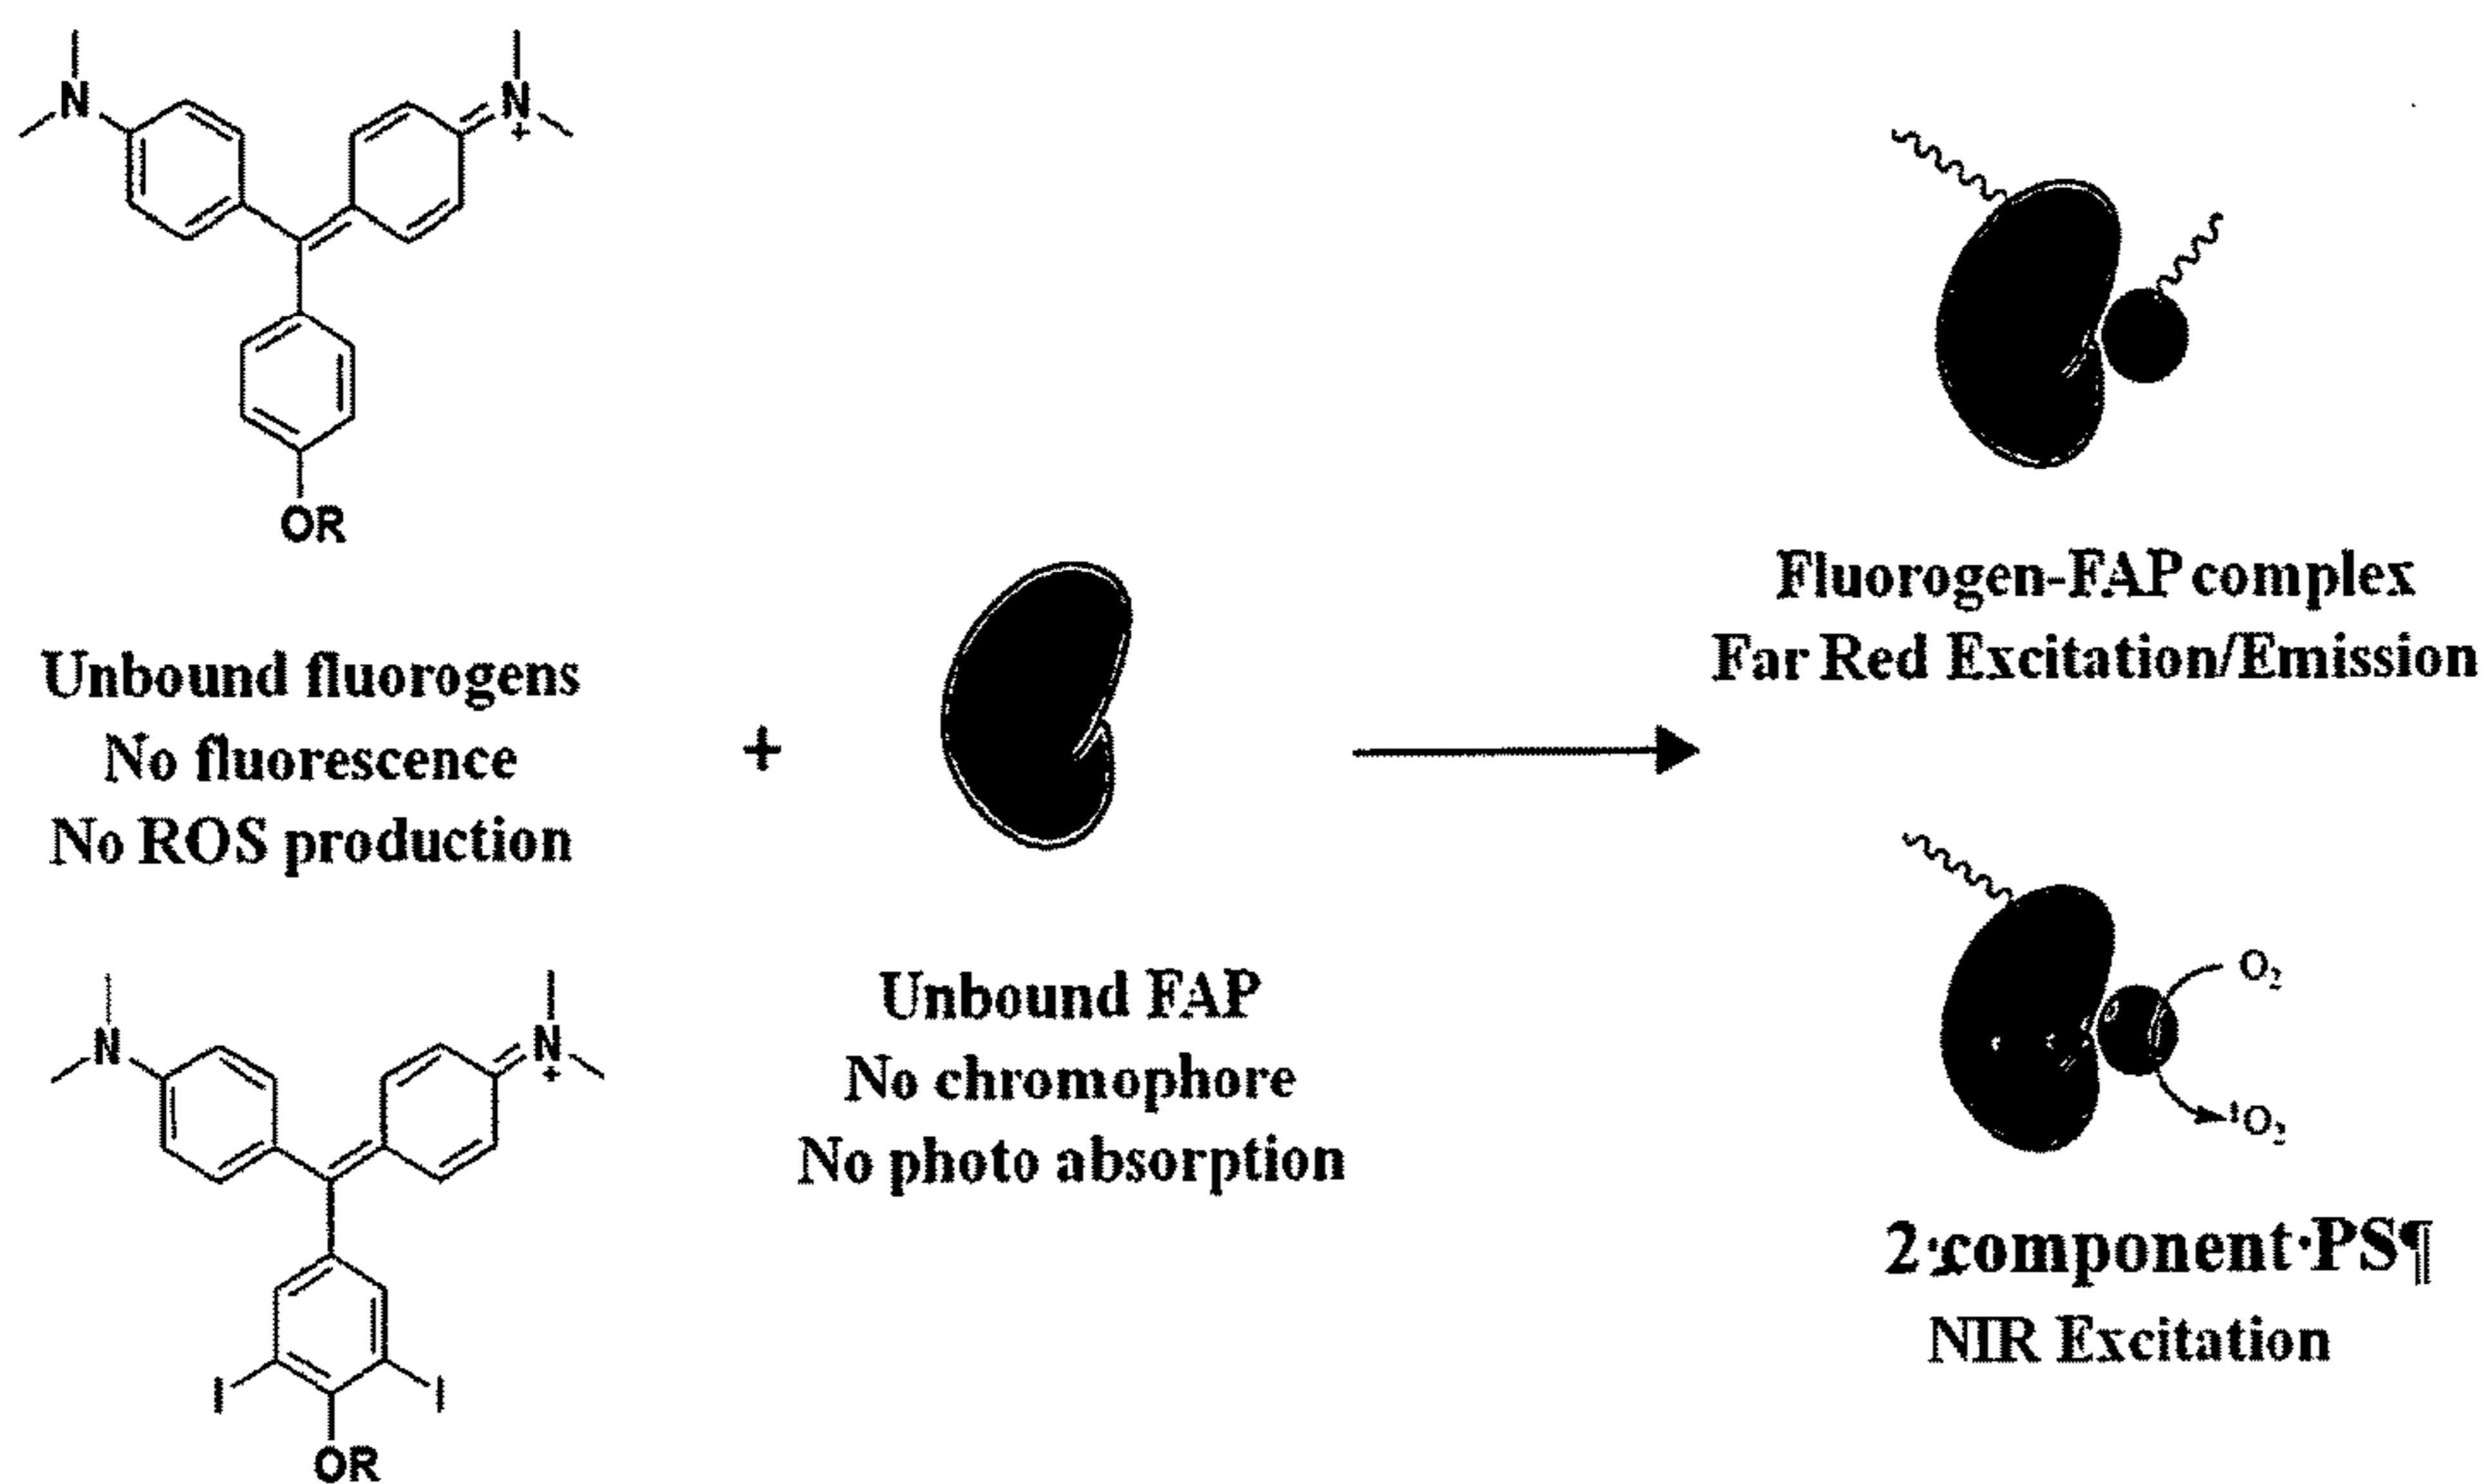 N
N
+
OR
Unbound fluorogens
No fluorescence
No ROS production
N
N
+
I
I
OR
+
Unbound FAP
No chromophore
No photo absorption
Fluorogen-FAP complex
Far Red Excitation/Emission
O2
1O2
2·component·PS¶
NIR Excitation